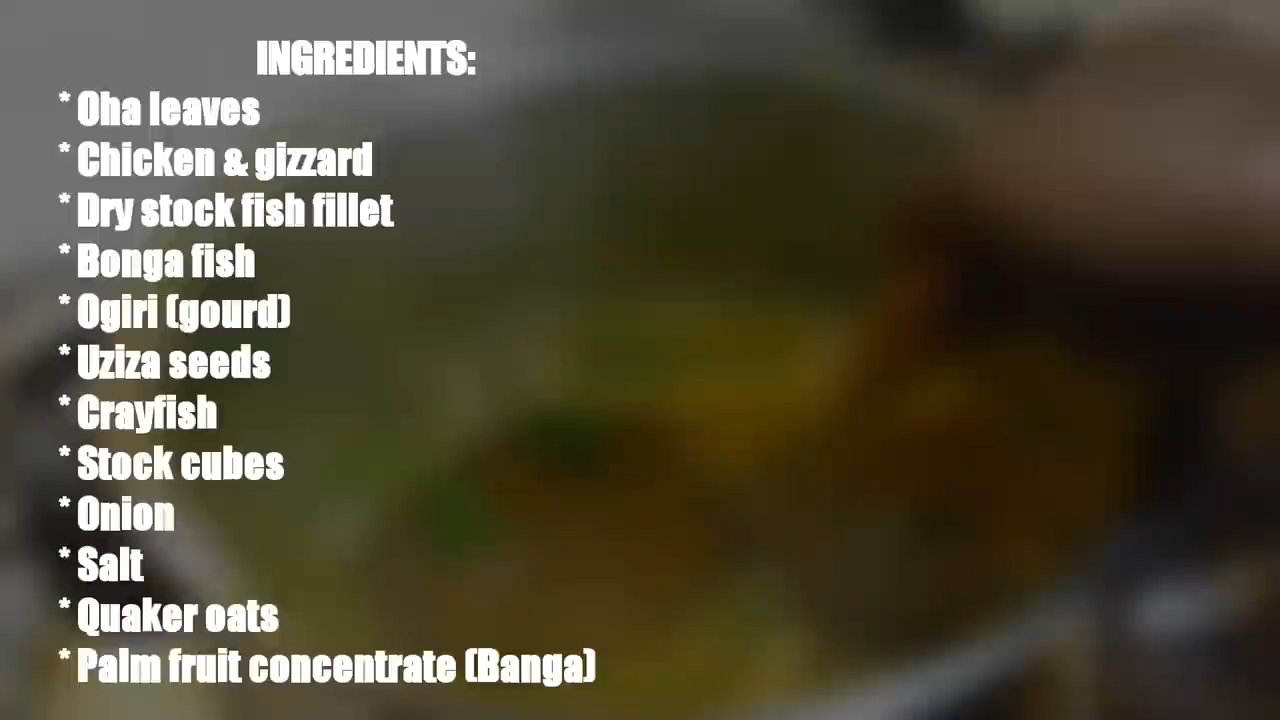 INGREDIENTS:
* Oha leaves
* Chicken & gizzard
* Dry stock fish fillet
* Bonga fish
* Ogiri (gourd)
* Uziza seeds
* Crayfish
* Stock cubes
* Onion
* Salt
* Quaker oats
* Palm fruit concentrate (Banga)